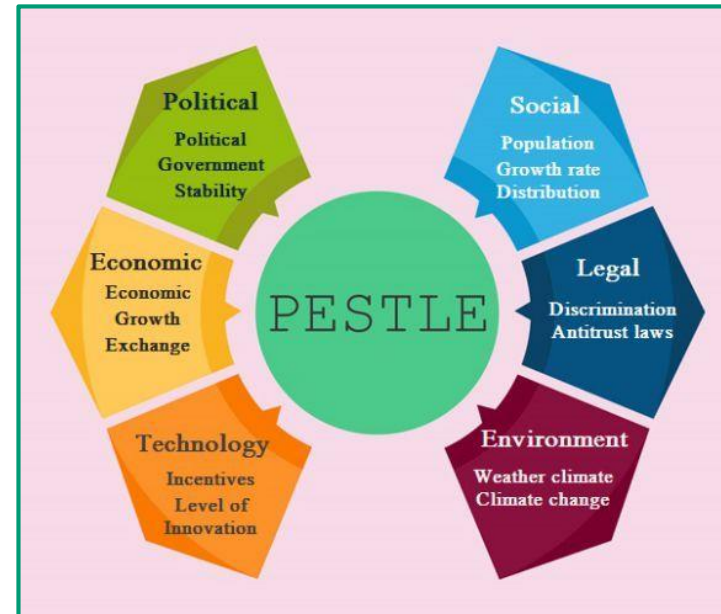 Political
Political
Government
Stability
Economic
Economic
Growth
Exchange
Technology
Incentives
Level of
Innovation
PESTLE
Social
Population
Growth rate
Distribution
Legal
Discrimination
Antitrust laws
Environment
Weather climate
Climate change